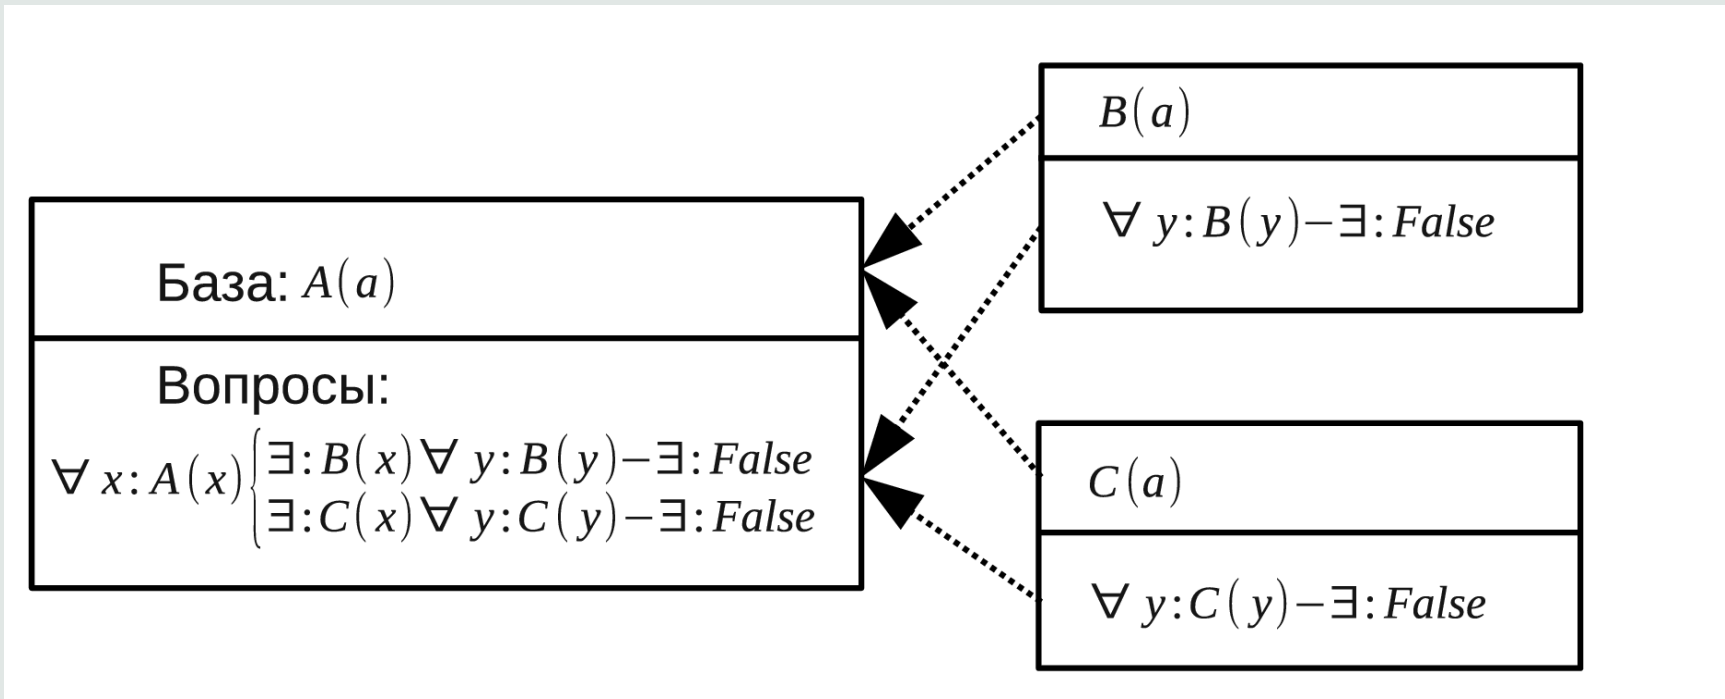 База: A(a)
Вопросы:
∀ x: A(x) { ∃: B(x) ∀ y: B(y) − ∃: False
∃: C(x) ∀ y: C(y) − ∃: False
B(a)
∀ y: B(y) − ∃: False
C(a)
∀ y: C(y) − ∃: False